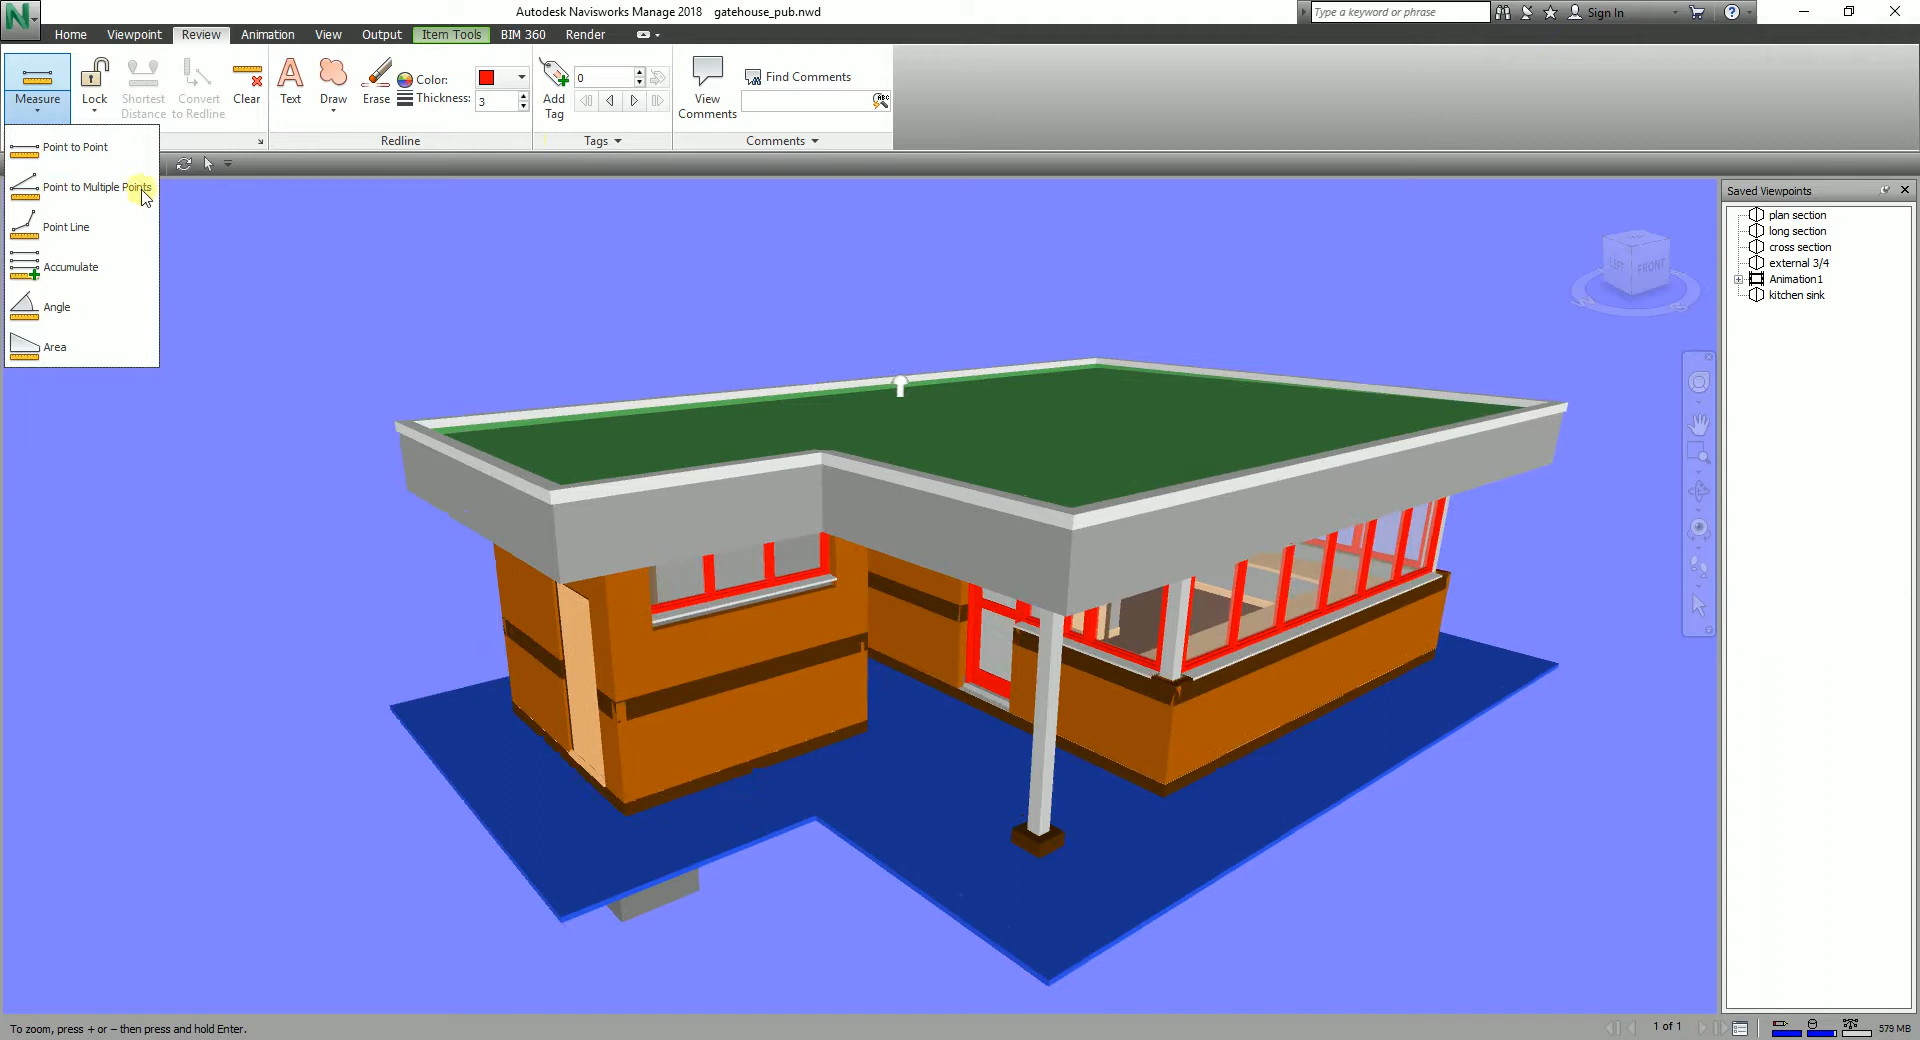 Autodesk Navisworks Manage 2018 gatehouse_pub.nwd
Type a keyword or phrase
Sign In
Home Viewpoint Review Animation View Output Item Tools BIM 360 Render
Measure
Lock
Shortest Distance
Convert to Redline
Clear
Text
Draw
Erase
Color:
Thickness: 3
Redline
Add Tag
0
Tags
View Comments
Find Comments
Comments
Point to Point
Point to Multiple Points
Point Line
Accumulate
Angle
Area
LEFT FRONT
Saved Viewpoints
plan section
long section
cross section
external 3/4
Animation1
kitchen sink
To zoom, press + or – then press and hold Enter.
1 of 1
579 MB